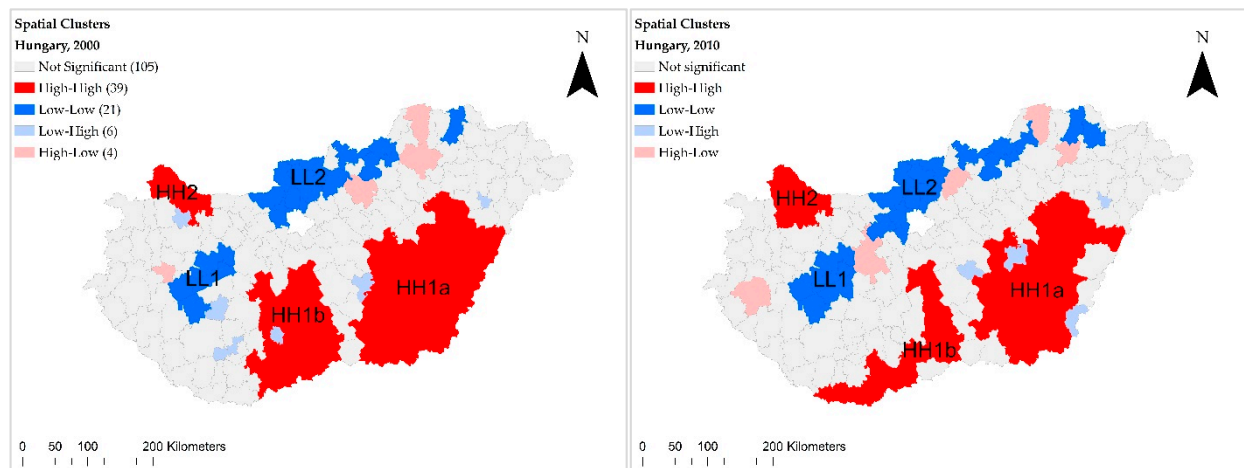 Spatial Clusters
Hungary, 2000
Not Significant (105)
High-High (39)
Low-Low (21)
Low-High (6)
High-Low (4)
N
HH2
LL2
LL1
HH1b
HH1a
0 50 100 200 Kilometers
Spatial Clusters
Hungary, 2010
Not significant
High-High
Low-Low
Low-High
High-Low
N
HH2
LL2
LL1
HH1a
HH1b
0 50 100 200 Kilometers